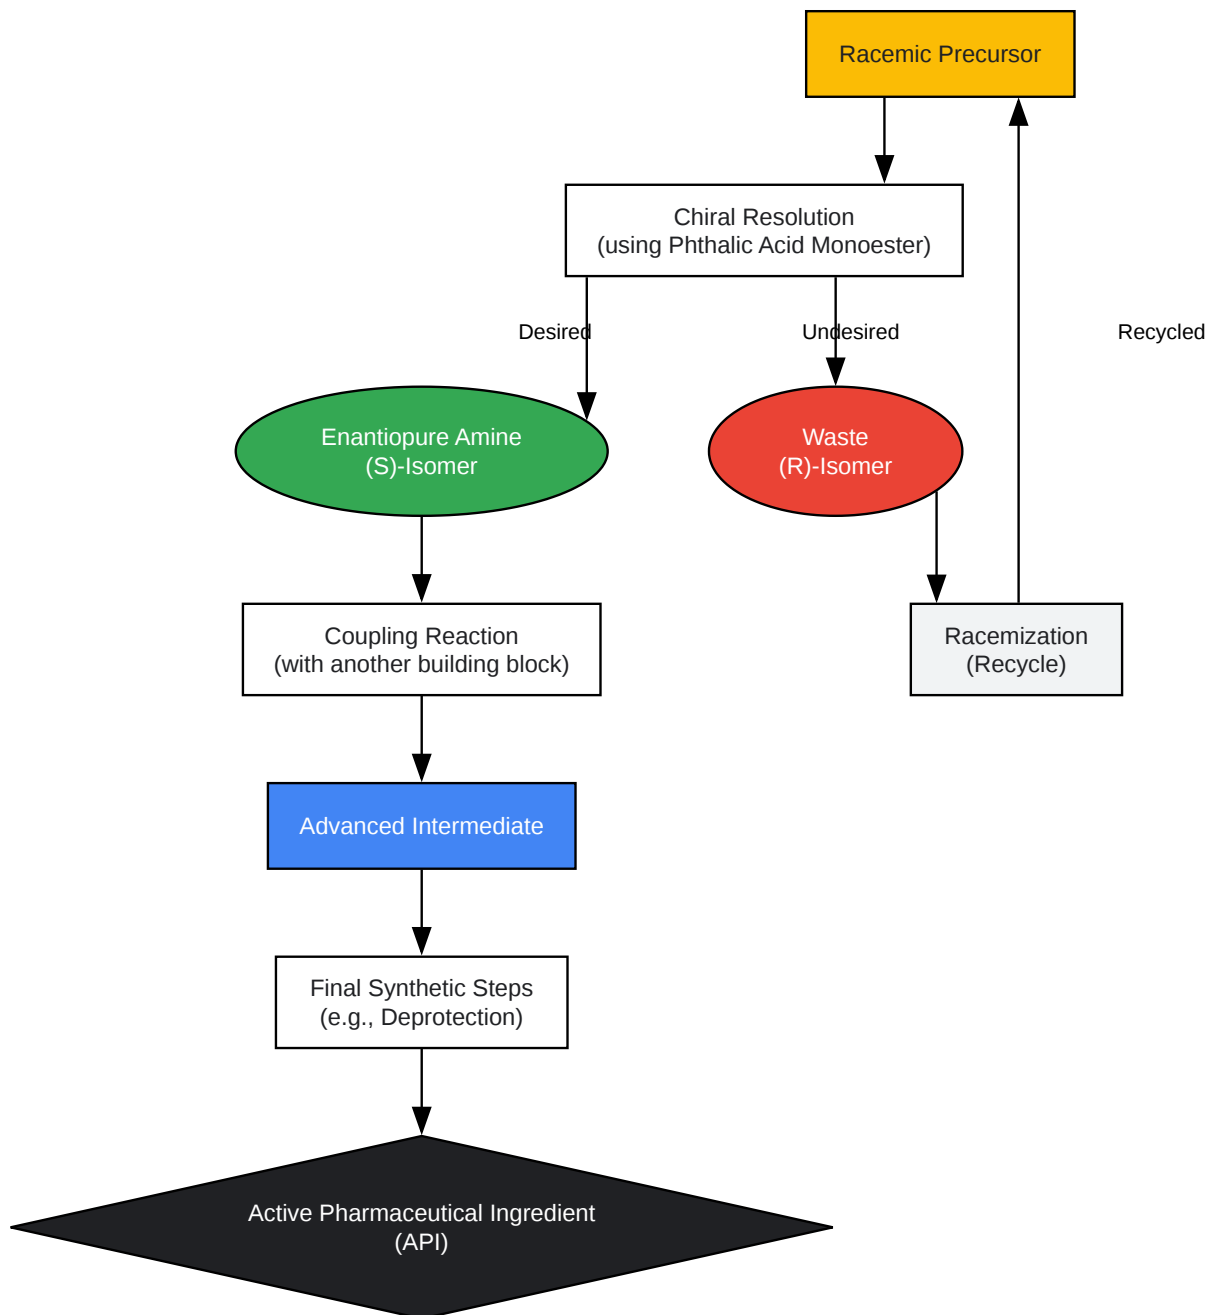 Racemic Precursor
Chiral Resolution
(using Phthalic Acid Monoester)
Desired
Undesired
Recycled
Enantiopure Amine
(S)-Isomer
Waste
(R)-Isomer
Coupling Reaction
(with another building block)
Racemization
(Recycle)
Advanced Intermediate
Final Synthetic Steps
(e.g., Deprotection)
Active Pharmaceutical Ingredient
(API)